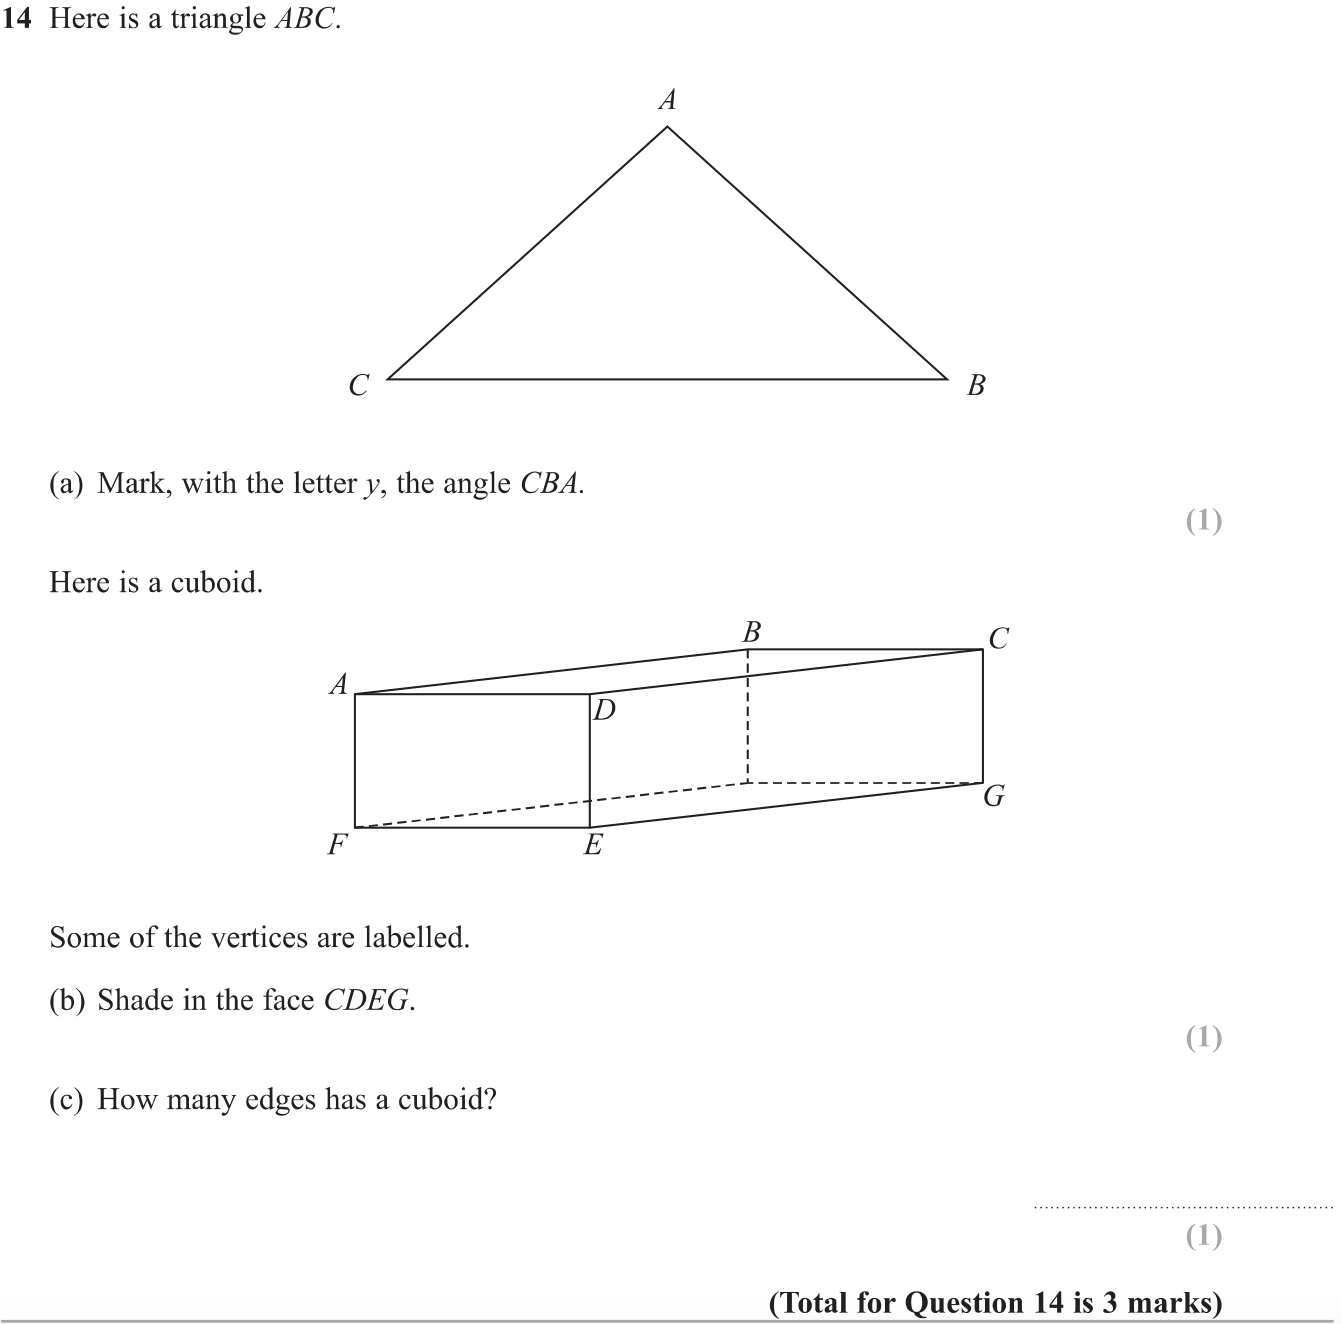 14 Here is a triangle ABC.
A
C
B
(a) Mark, with the letter y, the angle CBA.
(1)
Here is a cuboid.
B
C
A
D
G
F
E
Some of the vertices are labelled.
(b) Shade in the face CDEG.
(1)
(c) How many edges has a cuboid?
(1)
(Total for Question 14 is 3 marks)